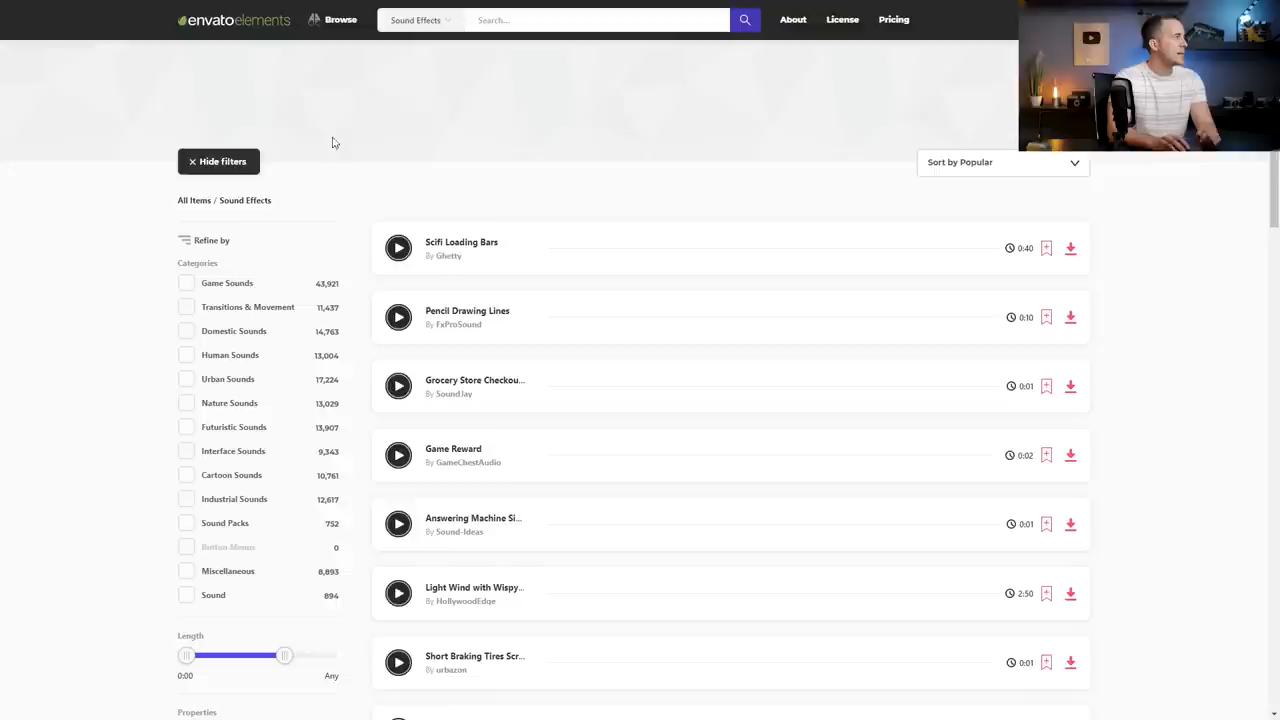 envatoelements
Browse
Sound Effects
Search...
About
License
Pricing
Hide filters
Sort by Popular
All Items / Sound Effects
Refine by
Categories
Game Sounds 43,921
Transitions & Movement 11,437
Domestic Sounds 14,763
Human Sounds 13,004
Urban Sounds 17,224
Nature Sounds 13,029
Futuristic Sounds 13,907
Interface Sounds 9,343
Cartoon Sounds 10,761
Industrial Sounds 12,617
Sound Packs 752
Button Menus 0
Miscellaneous 8,893
Sound 894
Length
0:00 Any
Properties
Scifi Loading Bars
By Ghetty
0:40
Pencil Drawing Lines
By FxProSound
0:10
Grocery Store Checkou...
By SoundJay
0:01
Game Reward
By GameChestAudio
0:02
Answering Machine Si...
By Sound-Ideas
0:01
Light Wind with Wispy...
By HollywoodEdge
2:50
Short Braking Tires Scr...
By urbazon
0:01